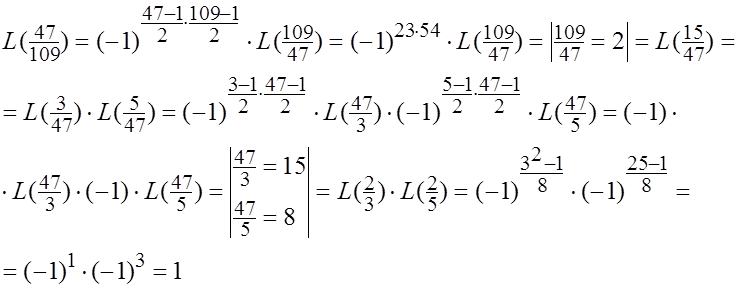 L(47/109) = (−1)^(47−1/2 · 109−1/2) · L(109/47) = (−1)^(23·54) · L(109/47) = |109/47 = 2| = L(15/47) =
= L(3/47) · L(5/47) = (−1)^(3−1/2 · 47−1/2) · L(47/3) · (−1)^(5−1/2 · 47−1/2) · L(47/5) = (−1) ·
· L(47/3) · (−1) · L(47/5) = |47/3 = 15 47/5 = 8| = L(2/3) · L(2/5) = (−1)^(3^2−1/8) · (−1)^(25−1/8) =
= (−1)^1 · (−1)^3 = 1